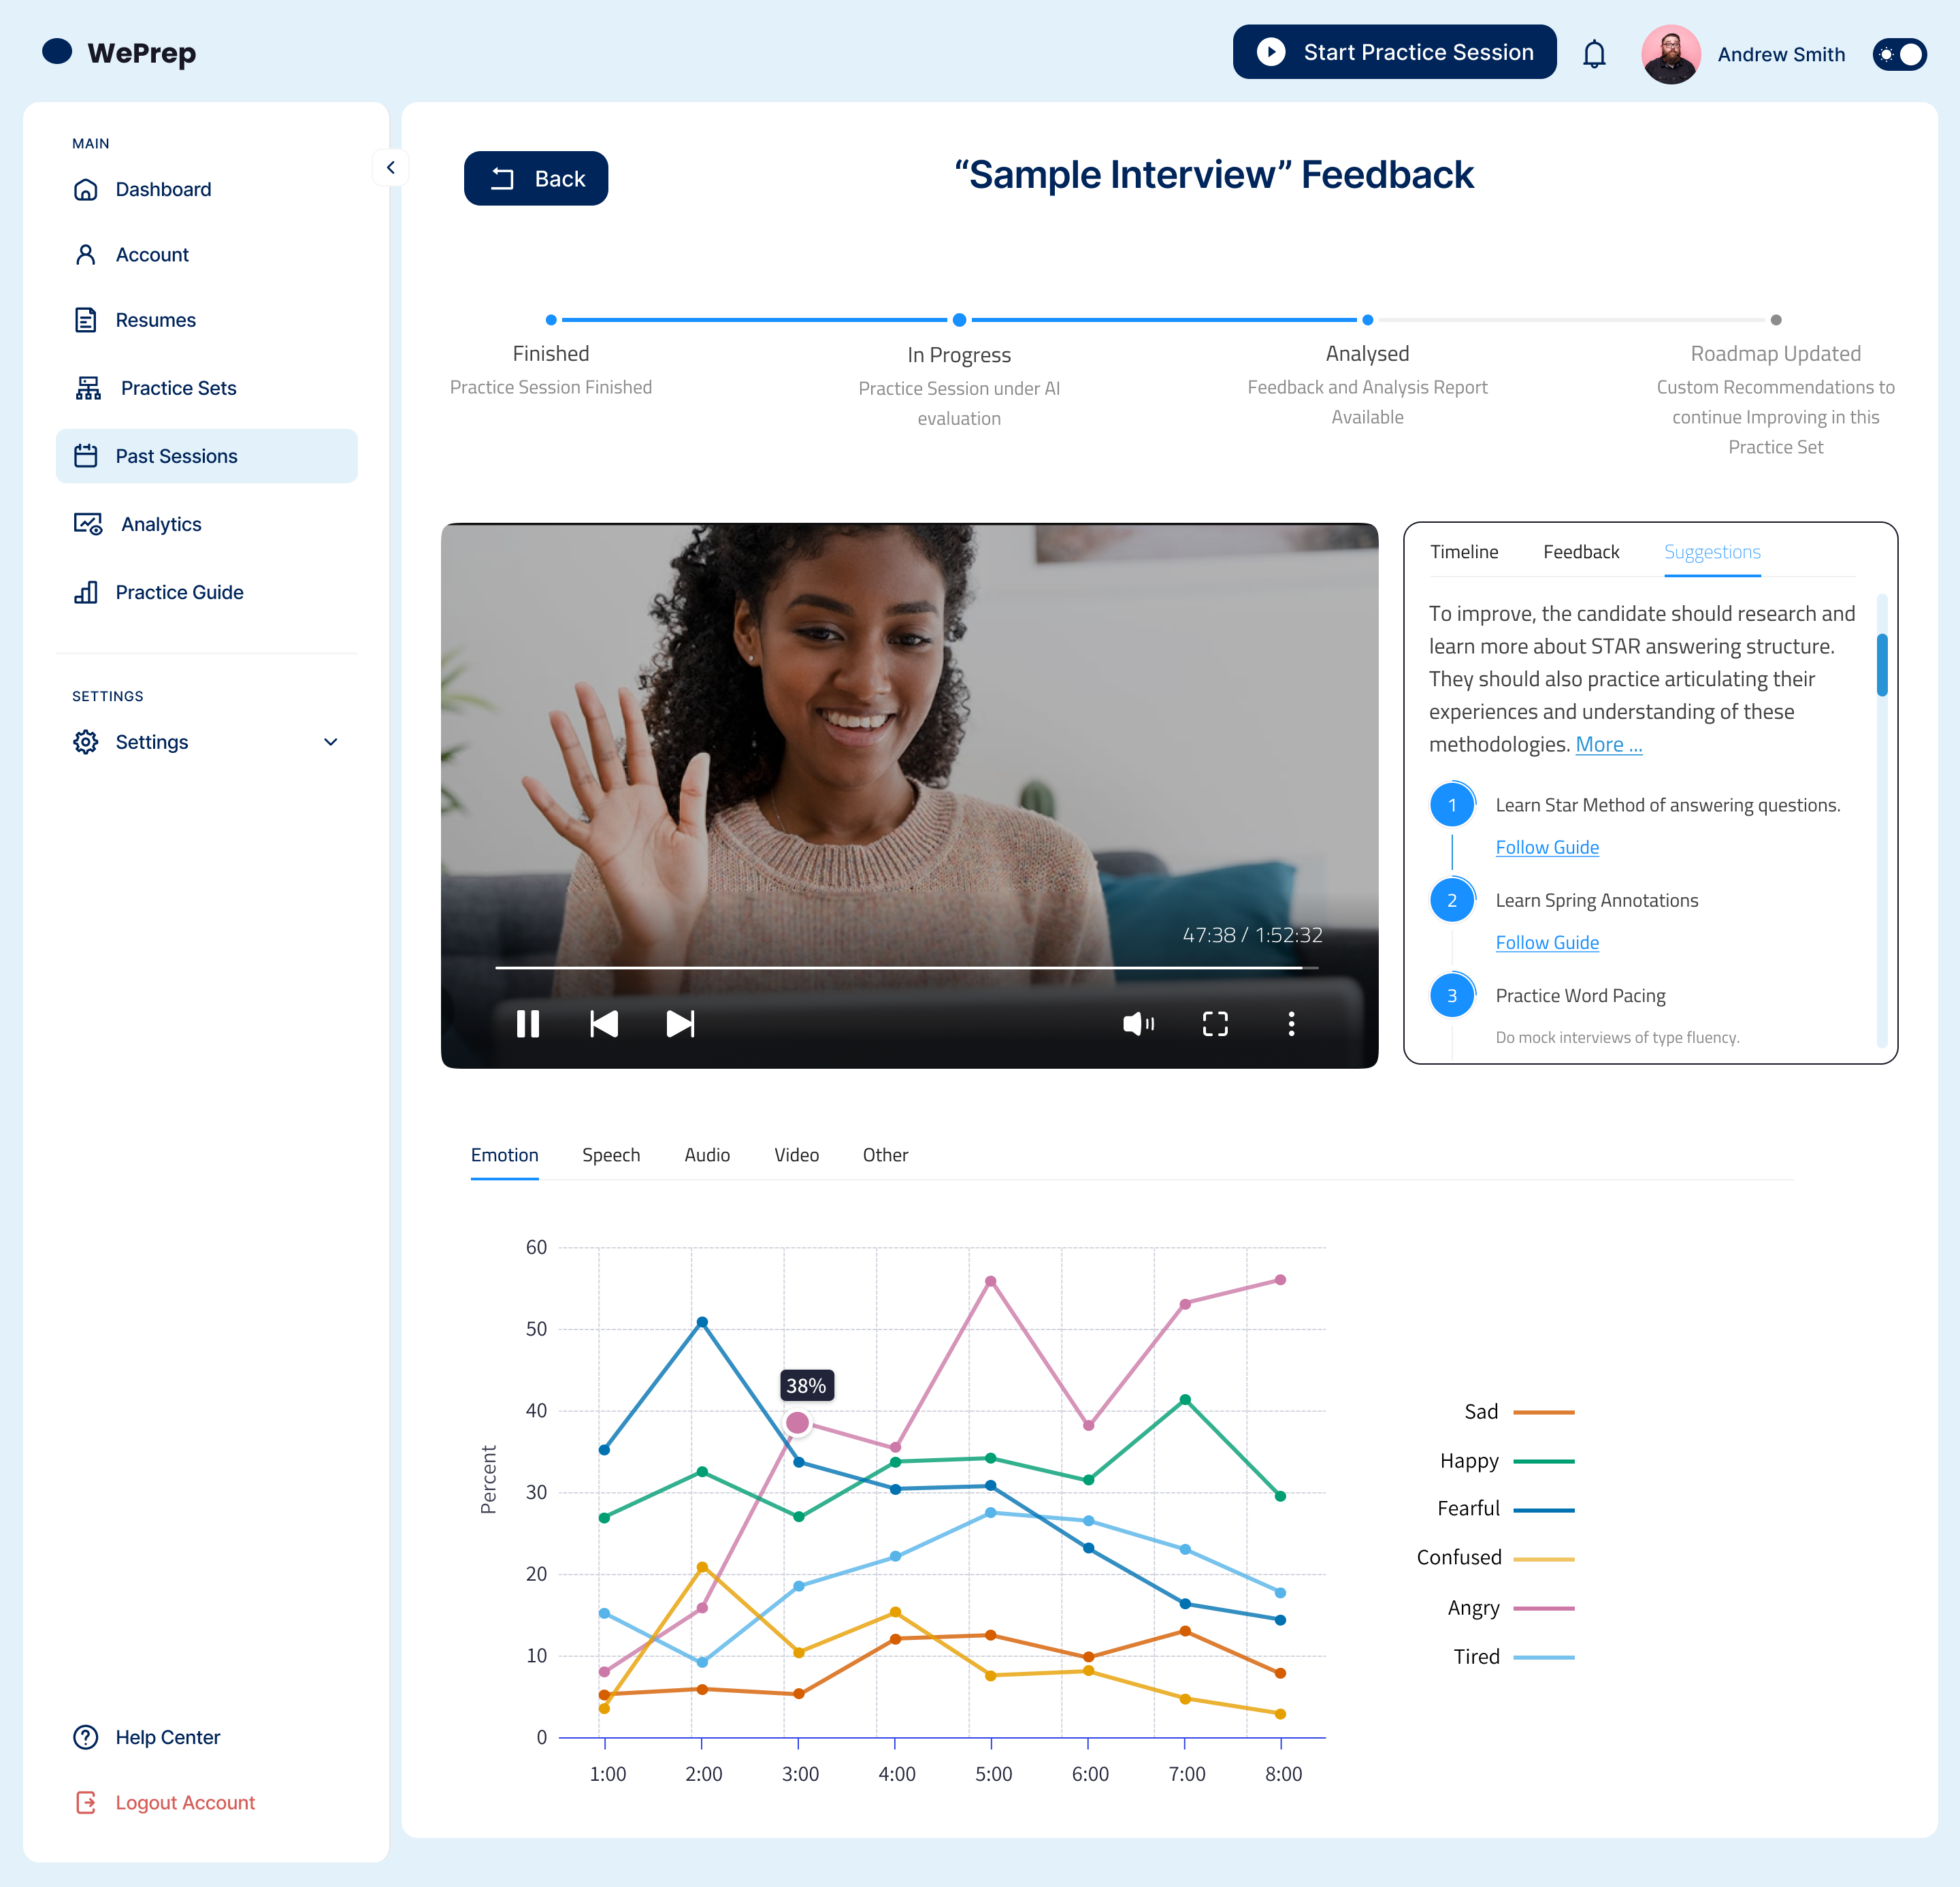 WePrep
Start Practice Session
Andrew Smith
MAIN
Dashboard
Account
Resumes
Practice Sets
Past Sessions
Analytics
Practice Guide
SETTINGS
Settings
Help Center
Logout Account
Back
“Sample Interview” Feedback
Finished
Practice Session Finished
In Progress
Practice Session under AI
evaluation
Analysed
Feedback and Analysis Report
Available
Roadmap Updated
Custom Recommendations to
continue Improving in this
Practice Set
47:38 / 1:52:32
Timeline Feedback Suggestions
To improve, the candidate should research and
learn more about STAR answering structure.
They should also practice articulating their
experiences and understanding of these
methodologies. More ...
1 Learn Star Method of answering questions.
Follow Guide
2 Learn Spring Annotations
Follow Guide
3 Practice Word Pacing
Do mock interviews of type fluency.
Emotion Speech Audio Video Other
Percent
60
50
40
30
20
10
0
38%
1:00 2:00 3:00 4:00 5:00 6:00 7:00 8:00
Sad
Happy
Fearful
Confused
Angry
Tired